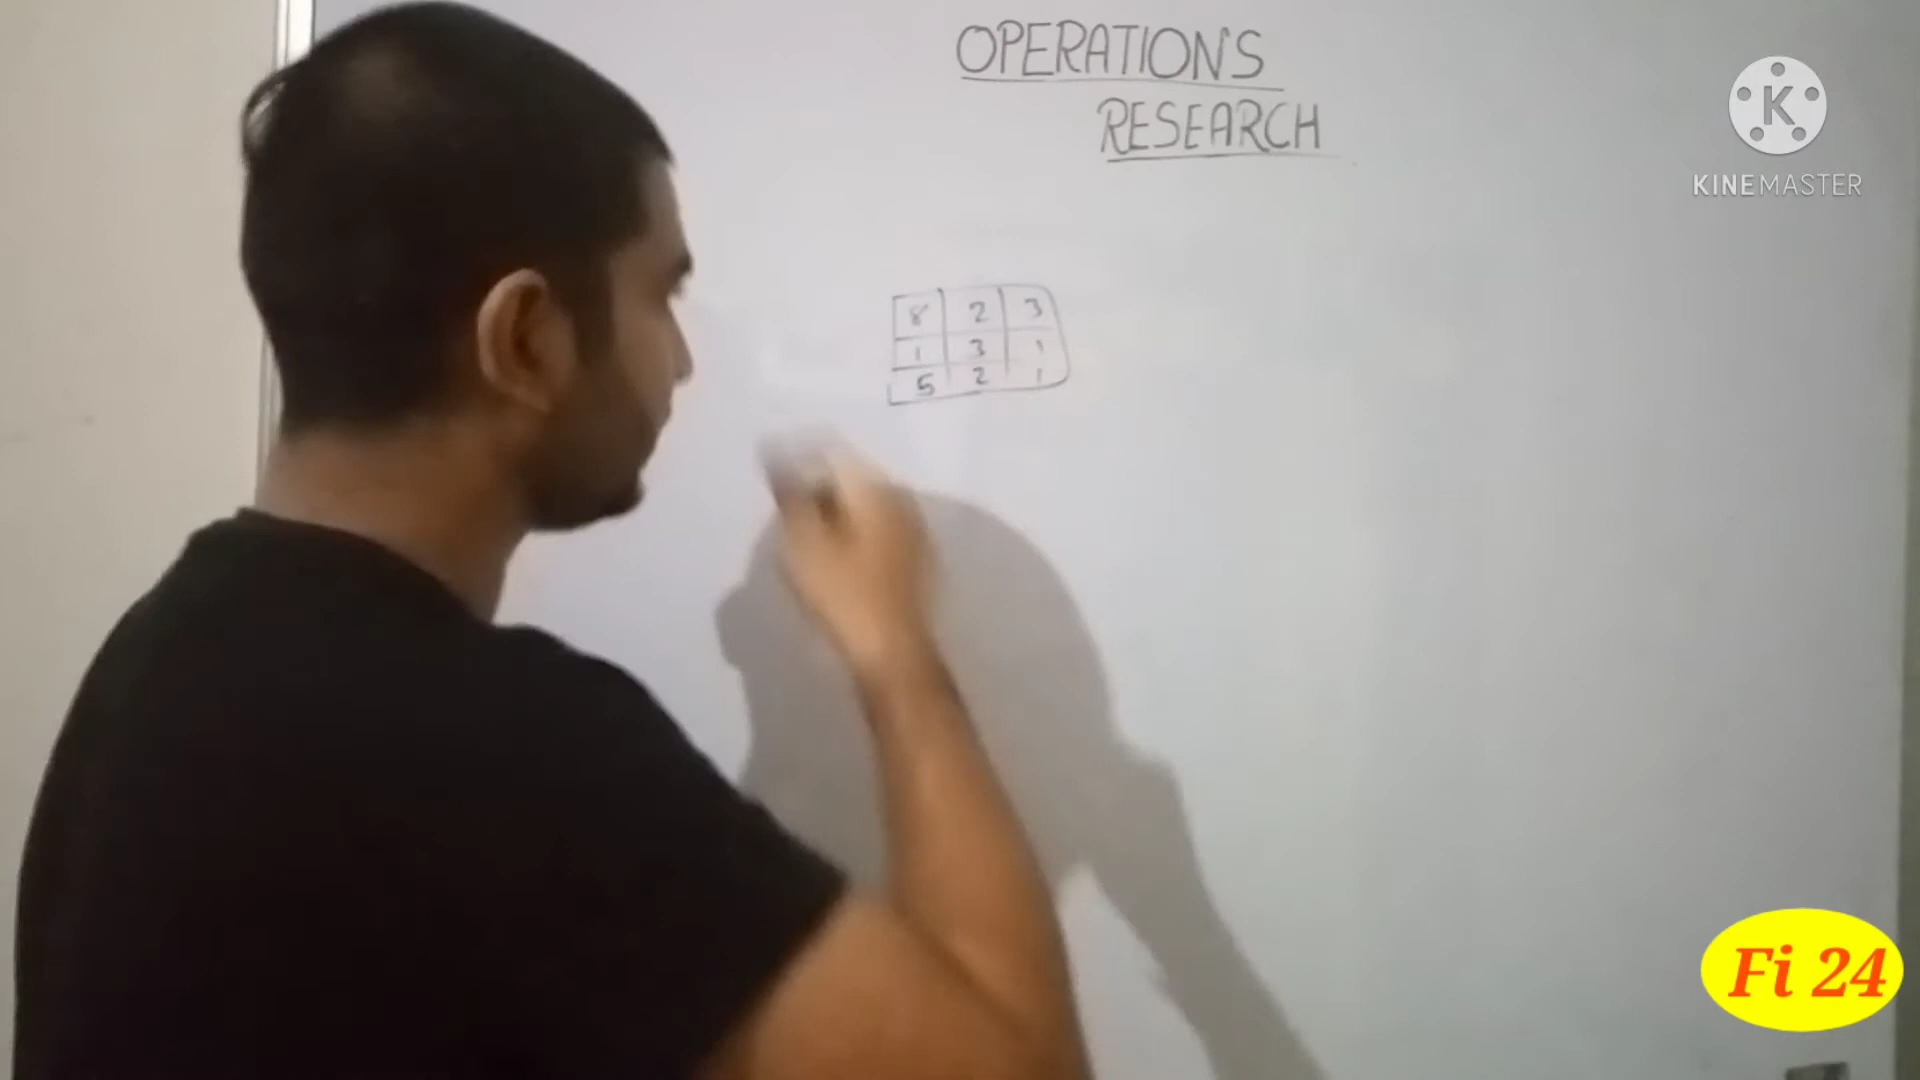 OPERATIONS
RESEARCH
K
KINEMASTER
8 2 3
1 3 1
5 2 1
Fi 24